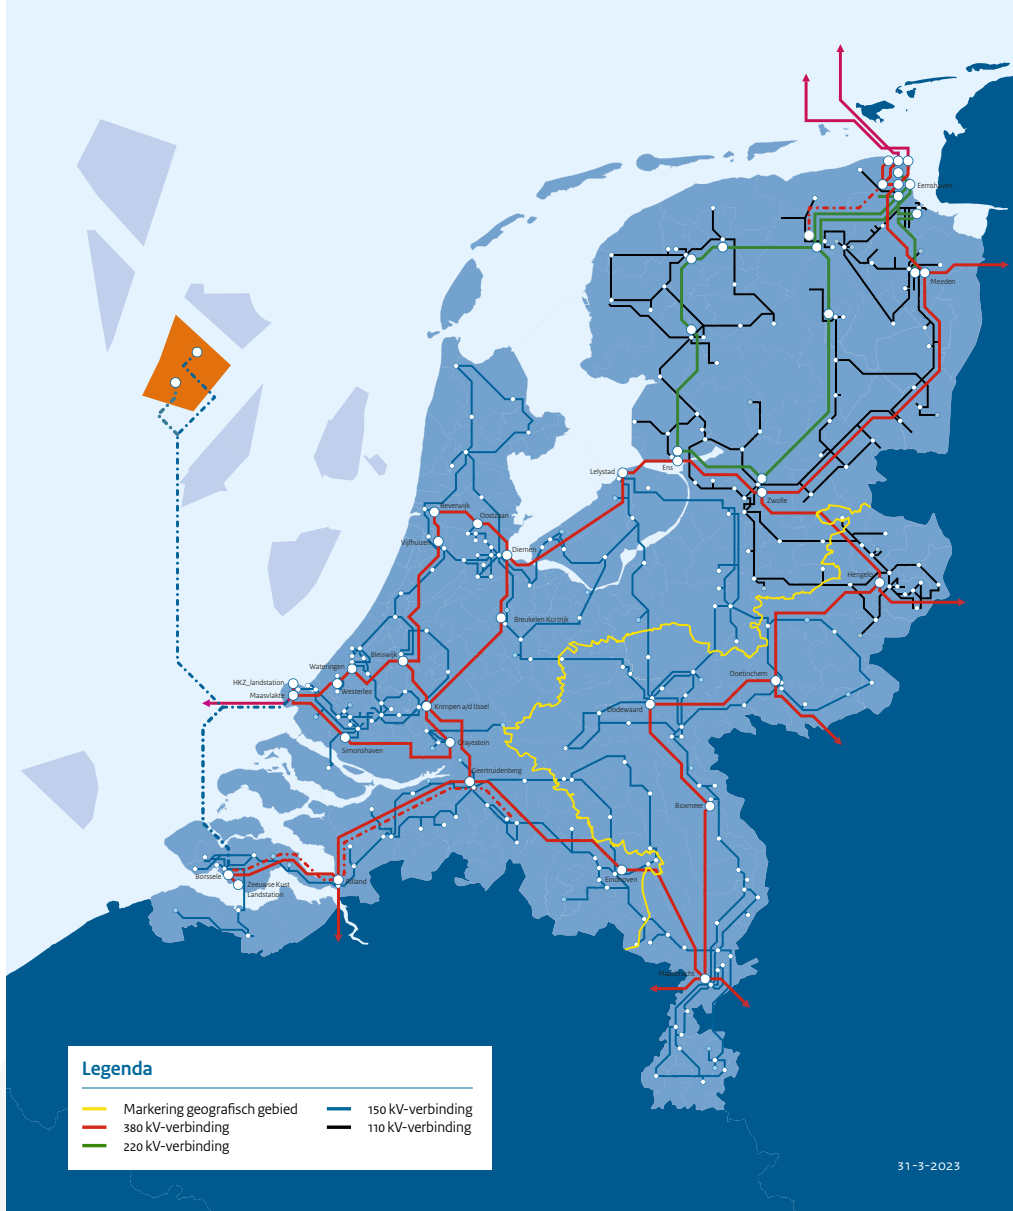 Eemshaven
Meeden
Ens
Lelystad
Zwolle
Beverwijk
Oostzaan
Vijfhuizen
Diemen
Hengelo
Breukelen Kortrijk
Bleiswijk
Wateringen
Doetinchem
HKZ_landstation
Westerlee
Maasvlakte
Krimpen a/d IJssel
Dodewaard
Crayestein
Simonshaven
Geertruidenberg
Boxmeer
Borssele
Rilland
Eindhoven
Zeeuwse Kust
Landstation
Maasbracht
Legenda
Markering geografisch gebied
380 kV-verbinding
220 kV-verbinding
150 kV-verbinding
110 kV-verbinding
31-3-2023